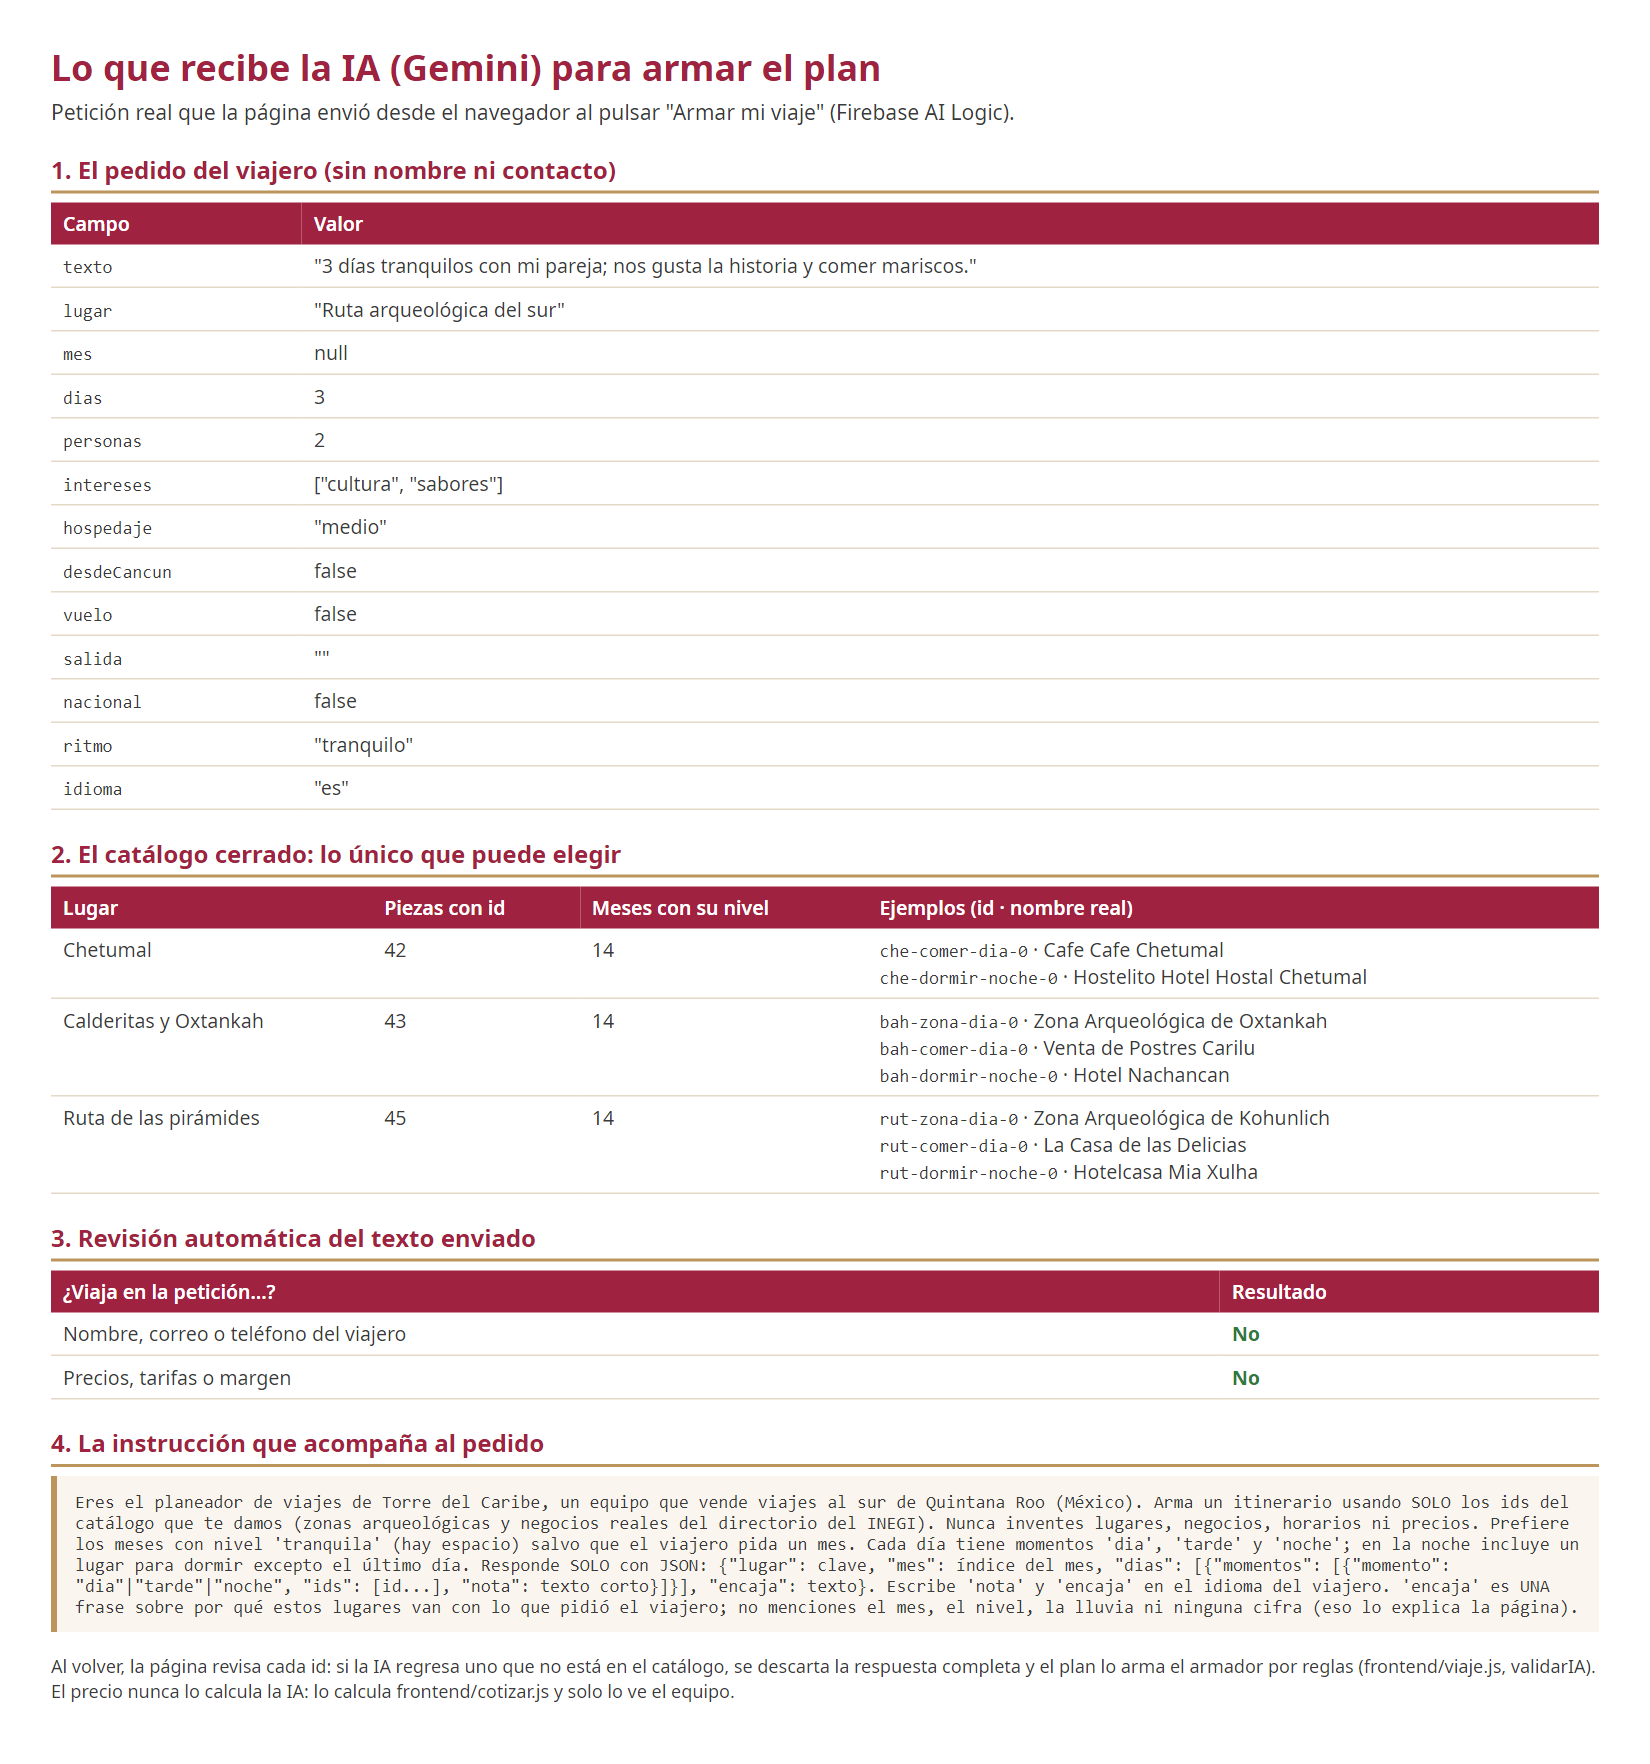 Lo que recibe la IA (Gemini) para armar el plan
Petición real que la página envió desde el navegador al pulsar "Armar mi viaje" (Firebase AI Logic).
1. El pedido del viajero (sin nombre ni contacto)
Campo Valor
texto "3 días tranquilos con mi pareja; nos gusta la historia y comer mariscos."
lugar "Ruta arqueológica del sur"
mes null
dias 3
personas 2
intereses ["cultura", "sabores"]
hospedaje "medio"
desdeCancun false
vuelo false
salida ""
nacional false
ritmo "tranquilo"
idioma "es"
2. El catálogo cerrado: lo único que puede elegir
Lugar Piezas con id Meses con su nivel Ejemplos (id · nombre real)
Chetumal 42 14 che-comer-dia-0 · Cafe Cafe Chetumal
che-dormir-noche-0 · Hostelito Hotel Hostal Chetumal
Calderitas y Oxtankah 43 14 bah-zona-dia-0 · Zona Arqueológica de Oxtankah
bah-comer-dia-0 · Venta de Postres Carilu
bah-dormir-noche-0 · Hotel Nachancan
Ruta de las pirámides 45 14 rut-zona-dia-0 · Zona Arqueológica de Kohunlich
rut-comer-dia-0 · La Casa de las Delicias
rut-dormir-noche-0 · Hotelcasa Mia Xulha
3. Revisión automática del texto enviado
¿Viaja en la petición...? Resultado
Nombre, correo o teléfono del viajero No
Precios, tarifas o margen No
4. La instrucción que acompaña al pedido
Eres el planeador de viajes de Torre del Caribe, un equipo que vende viajes al sur de Quintana Roo (México). Arma un itinerario usando SOLO los ids del
catálogo que te damos (zonas arqueológicas y negocios reales del directorio del INEGI). Nunca inventes lugares, negocios, horarios ni precios. Prefiere
los meses con nivel 'tranquila' (hay espacio) salvo que el viajero pida un mes. Cada día tiene momentos 'dia', 'tarde' y 'noche'; en la noche incluye un
lugar para dormir excepto el último día. Responde SOLO con JSON: {"lugar": clave, "mes": índice del mes, "dias": [{"momentos": [{"momento":
"dia"|"tarde"|"noche", "ids": [id...], "nota": texto corto}]}], "encaja": texto}. Escribe 'nota' y 'encaja' en el idioma del viajero. 'encaja' es UNA
frase sobre por qué estos lugares van con lo que pidió el viajero; no menciones el mes, el nivel, la lluvia ni ninguna cifra (eso lo explica la página).
Al volver, la página revisa cada id: si la IA regresa uno que no está en el catálogo, se descarta la respuesta completa y el plan lo arma el armador por reglas (frontend/viaje.js, validarIA).
El precio nunca lo calcula la IA: lo calcula frontend/cotizar.js y solo lo ve el equipo.